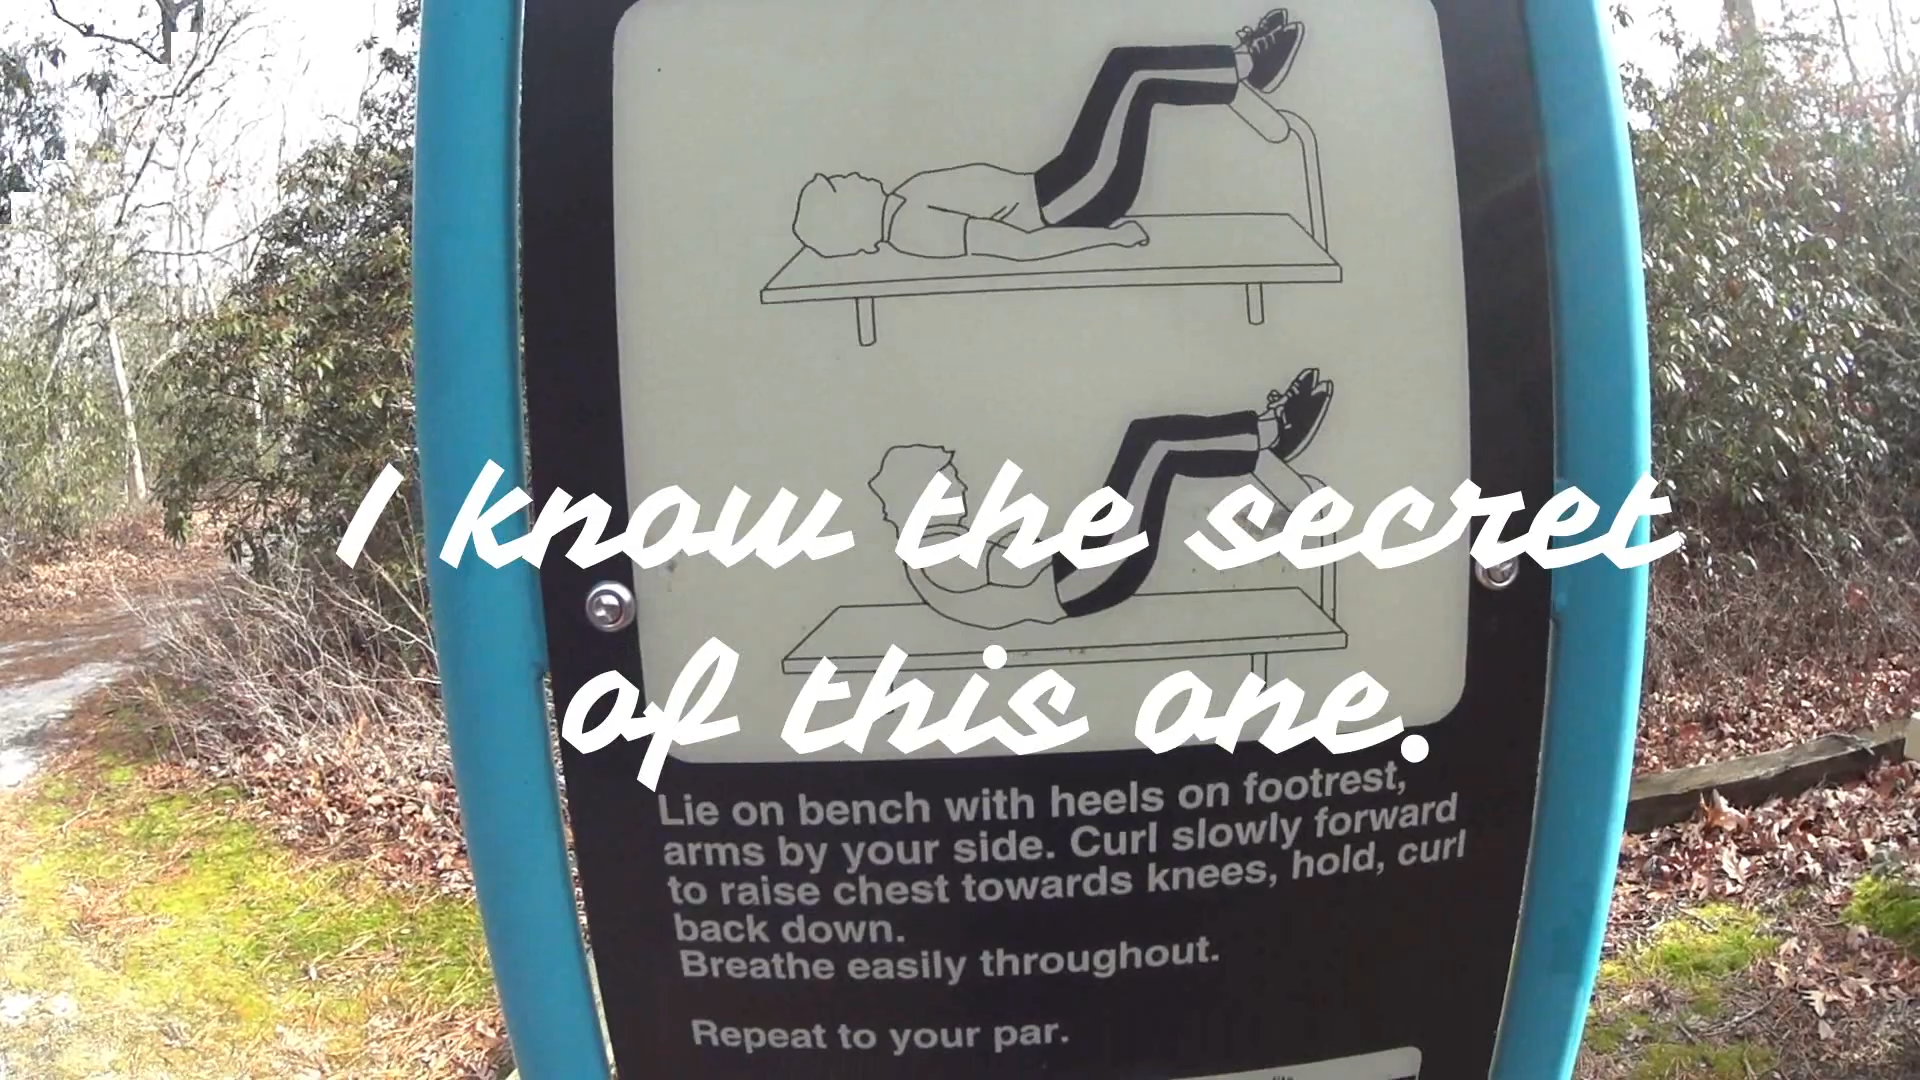 I know the secret
of this one.
Lie on bench with heels on footrest,
arms by your side. Curl slowly forward
to raise chest towards knees, hold, curl
back down.
Breathe easily throughout.
Repeat to your par.